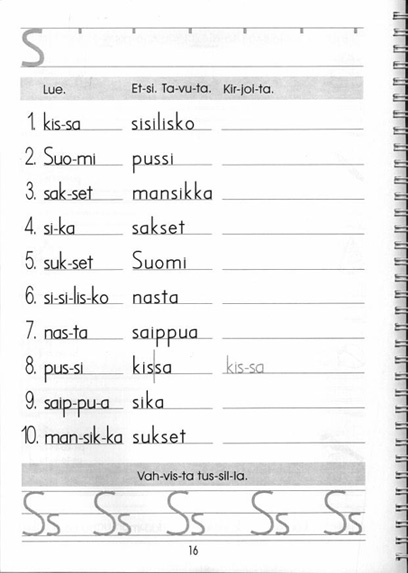 S
Lue. Et-si. Ta-vu-ta. Kir-joi-ta.
1. kis-sa sisilisko
2. Suo-mi pussi
3. sak-set mansikka
4. si-ka sakset
5. suk-set Suomi
6. si-si-lis-ko nasta
7. nas-ta saippua
8. pus-si kissa kis-sa
9. saip-pu-a sika
10. man-sik-ka sukset
Vah-vis-ta tus-sil-la.
Ss Ss Ss Ss Ss
16